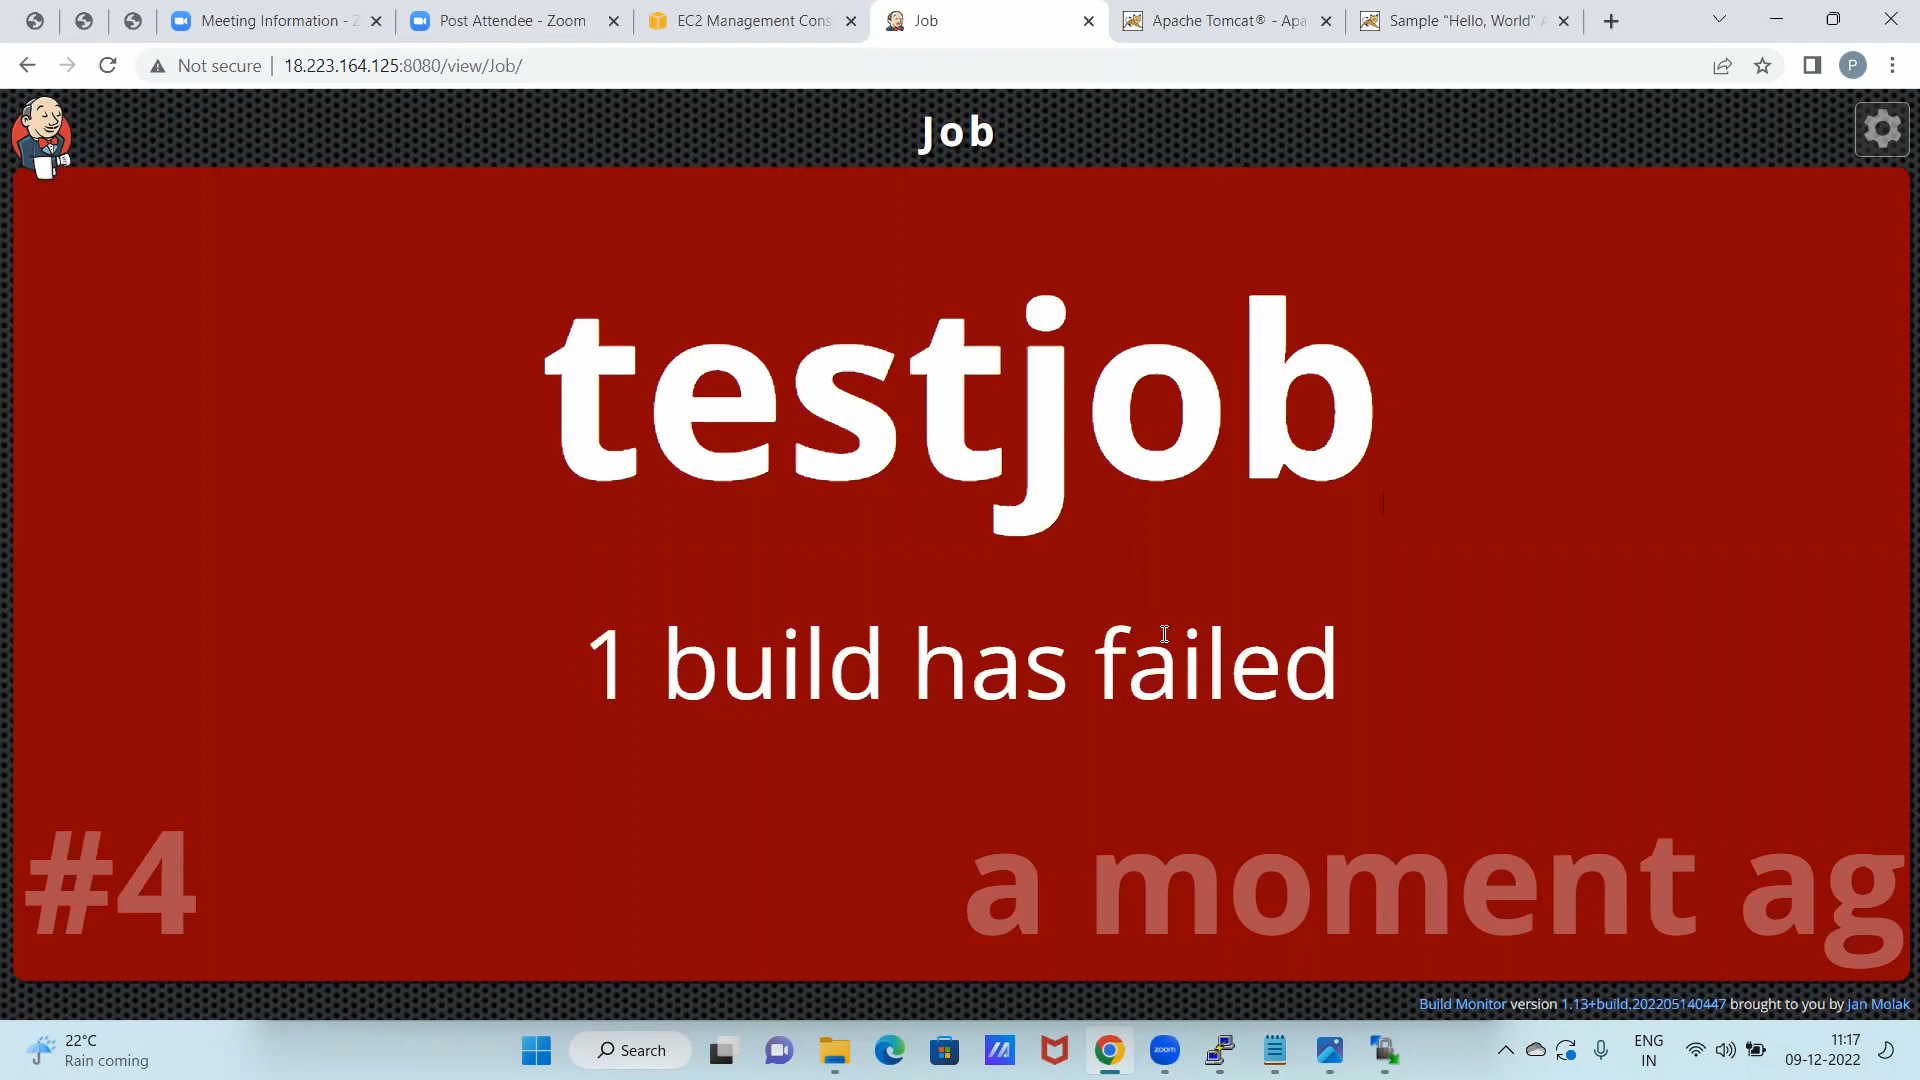 Meeting Information - Z
Post Attendee - Zoom
EC2 Management Cons
Job
Apache Tomcat® - Apa
Sample "Hello, World" A
Not secure
18.223.164.125:8080/view/Job/
P
Job
testjob
1 build has failed
#4
a moment ag
Build Monitor version 1.13+build.202205140447 brought to you by Jan Molak
22°C
Rain coming
Search
zoom
ENG
IN
11:17
09-12-2022